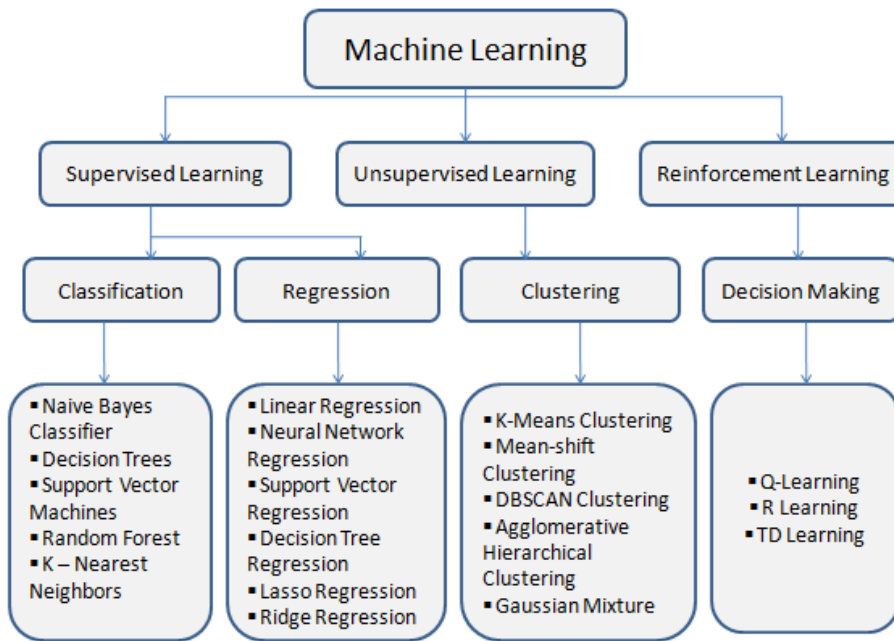 Machine Learning
Supervised Learning
Unsupervised Learning
Reinforcement Learning
Classification
Regression
Clustering
Decision Making
▪ Naive Bayes
Classifier
▪ Decision Trees
▪ Support Vector
Machines
▪ Random Forest
▪ K – Nearest
Neighbors
▪ Linear Regression
▪ Neural Network
Regression
▪ Support Vector
Regression
▪ Decision Tree
Regression
▪ Lasso Regression
▪ Ridge Regression
▪ K-Means Clustering
▪ Mean-shift
Clustering
▪ DBSCAN Clustering
▪ Agglomerative
Hierarchical
Clustering
▪ Gaussian Mixture
▪ Q-Learning
▪ R Learning
▪ TD Learning